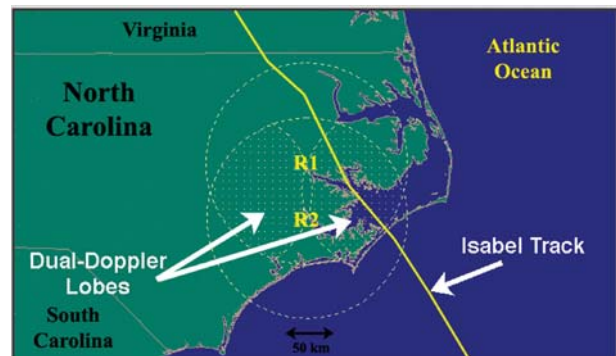 Virginia
Atlantic
Ocean
North
Carolina
R1
R2
Dual-Doppler
Lobes
Isabel Track
South
Carolina
50 km